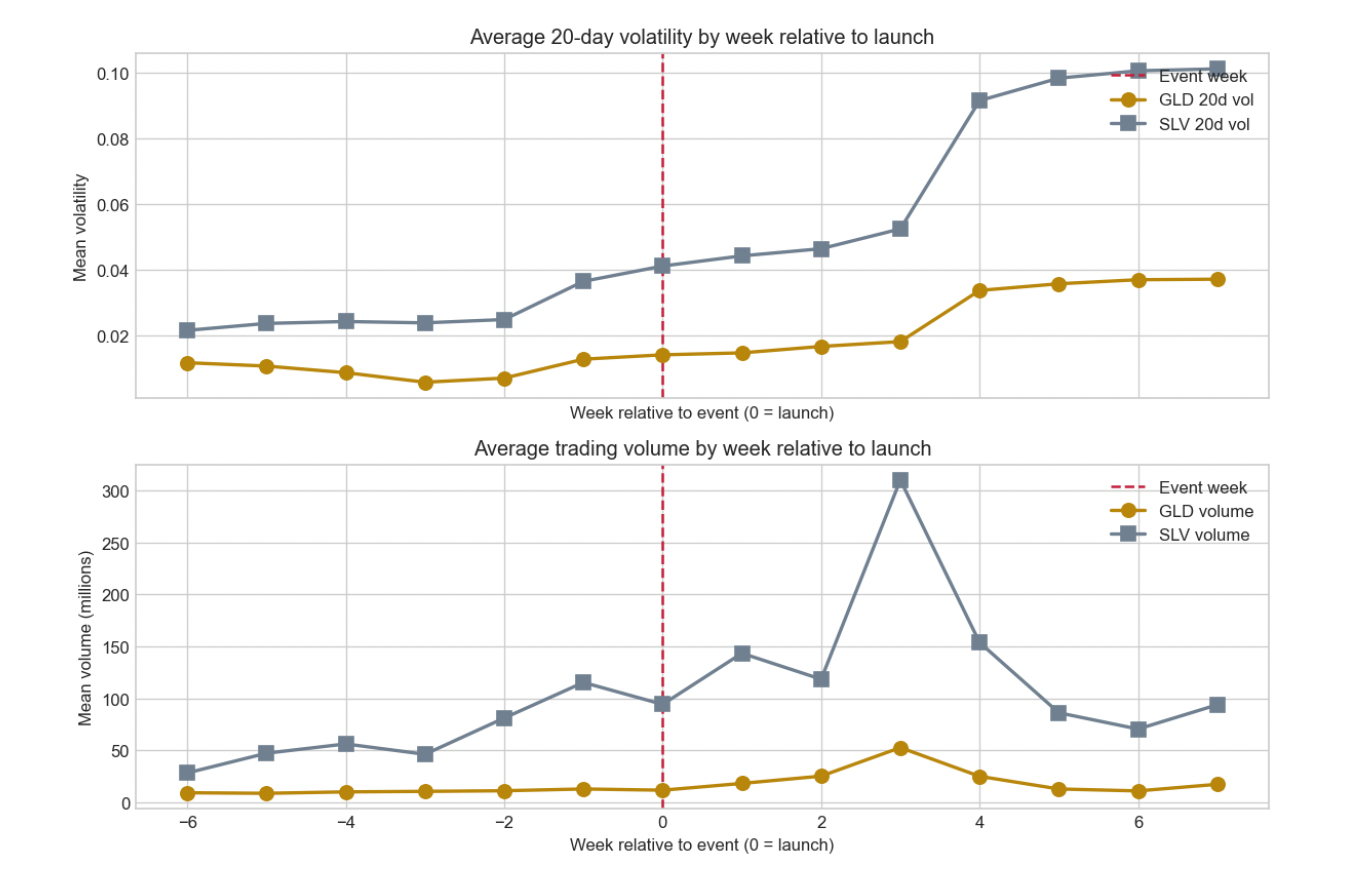 Average 20-day volatility by week relative to launch
Mean volatility
0.10
0.08
0.06
0.04
0.02
Event week
GLD 20d vol
SLV 20d vol
Week relative to event (0 = launch)
Average trading volume by week relative to launch
Mean volume (millions)
300
250
200
150
100
50
0
Event week
GLD volume
SLV volume
−6 −4 −2 0 2 4 6
Week relative to event (0 = launch)